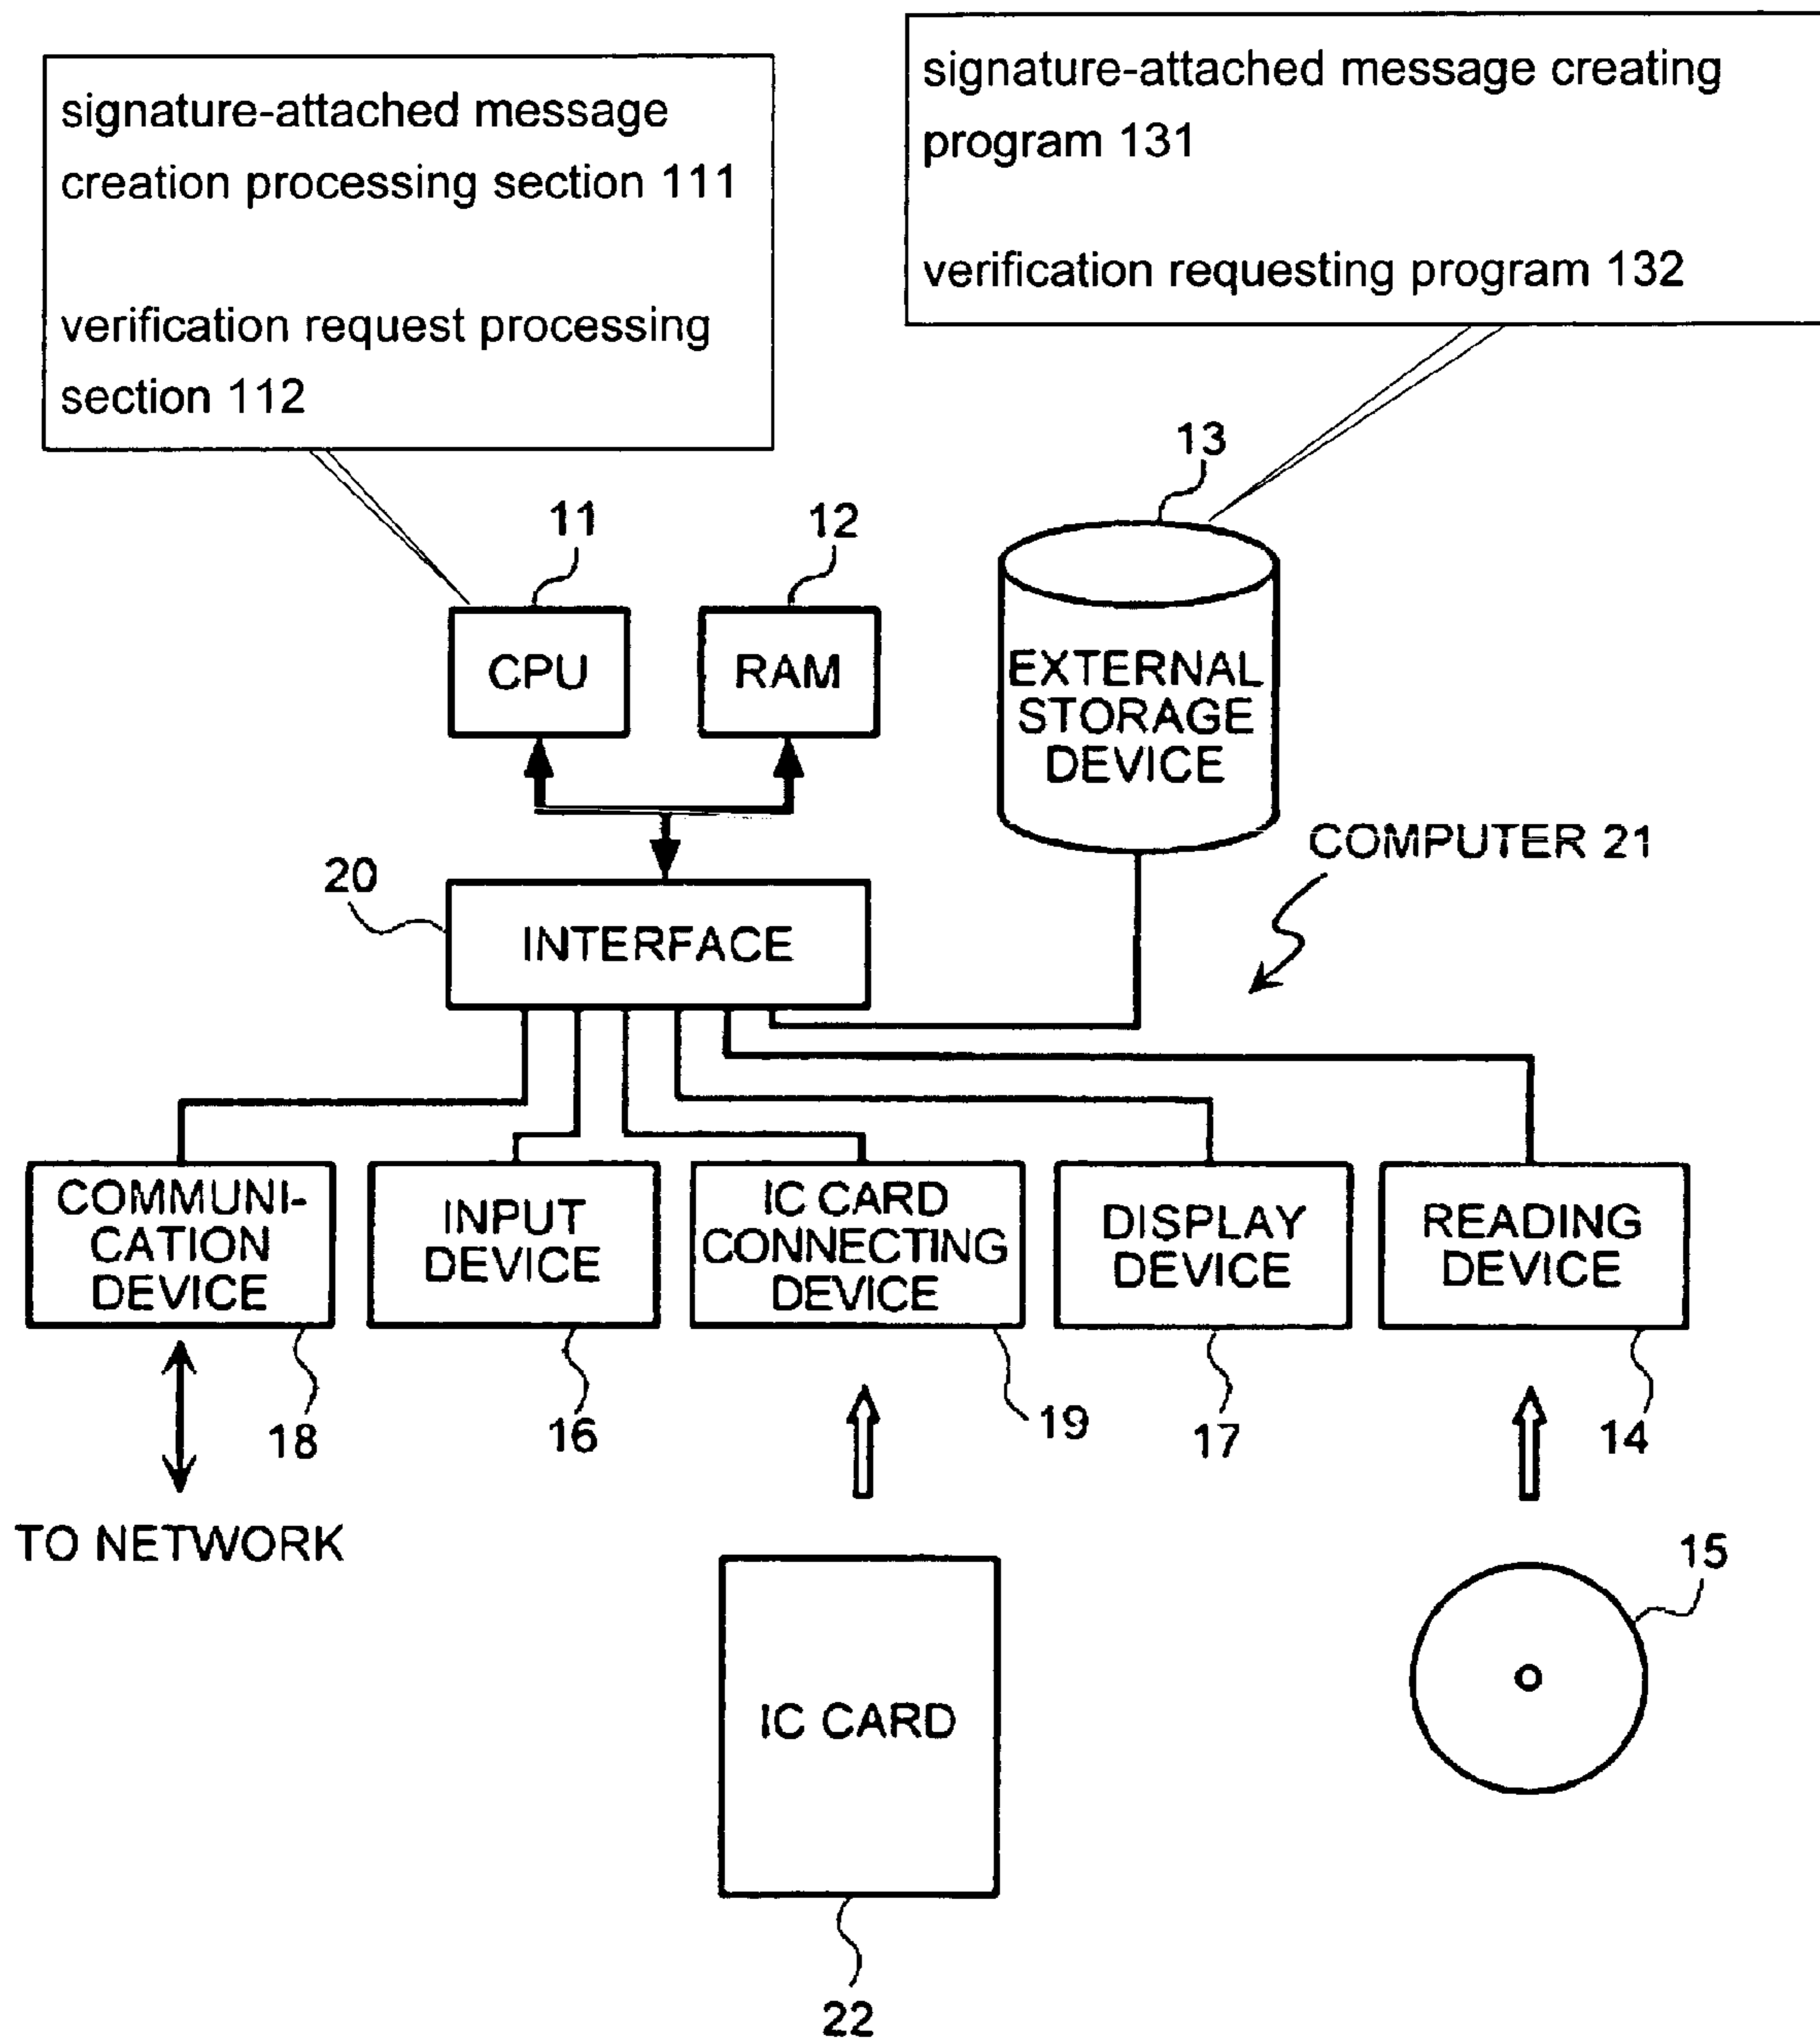 signature-attached message
creation processing section 111
verification request processing
section 112
signature-attached message creating
program 131
verification requesting program 132
13
11
12
CPU
RAM
EXTERNAL
STORAGE
DEVICE
COMPUTER 21
20
INTERFACE
COMMUNI-
CATION
DEVICE
INPUT
DEVICE
IC CARD
CONNECTING
DEVICE
DISPLAY
DEVICE
READING
DEVICE
18
16
19
17
14
TO NETWORK
15
IC CARD
22